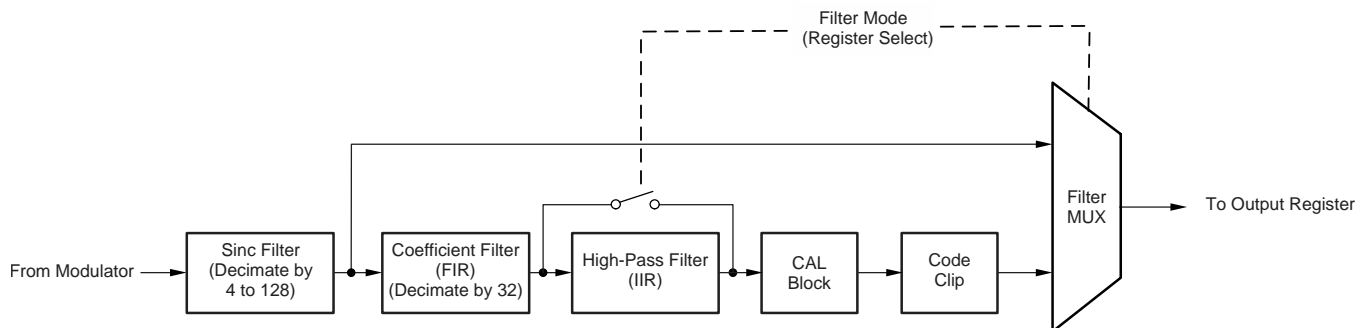 Filter Mode
(Register Select)
Filter
MUX
To Output Register
From Modulator
Sinc Filter
(Decimate by
4 to 128)
Coefficient Filter
(FIR)
(Decimate by 32)
High-Pass Filter
(IIR)
CAL
Block
Code
Clip